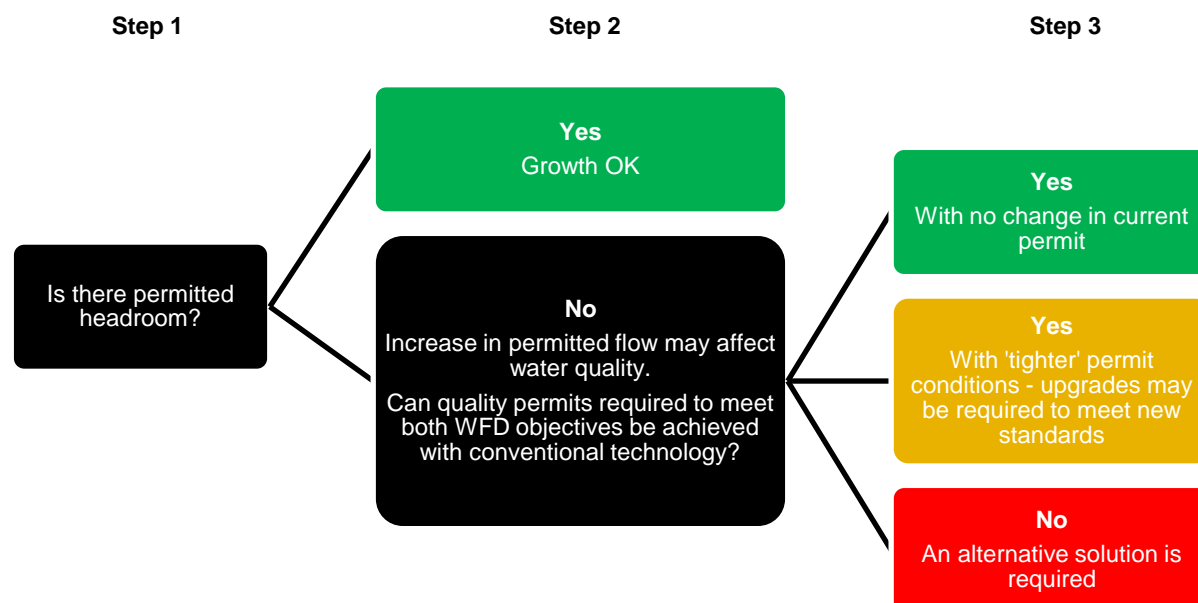 Step 1
Step 2
Step 3
Is there permitted
headroom?
Yes
Growth OK
No
Increase in permitted flow may affect
water quality.
Can quality permits required to meet
both WFD objectives be achieved
with conventional technology?
Yes
With no change in current
permit
Yes
With 'tighter' permit
conditions - upgrades may
be required to meet new
standards
No
An alternative solution is
required